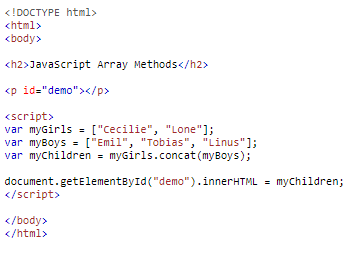 <!DOCTYPE html>
<html>
<body>
<h2>JavaScript Array Methods</h2>
<p id="demo"></p>
<script>
var myGirls = ["Cecilie", "Lone"];
var myBoys = ["Emil", "Tobias", "Linus"];
var myChildren = myGirls.concat(myBoys);
document.getElementById("demo").innerHTML = myChildren;
</script>
</body>
</html>